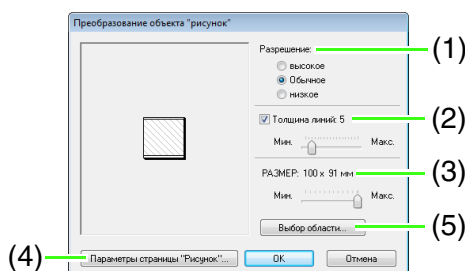 Преобразование объекта "рисунок"
Разрешение:
(1)
высокое
Обычное
низкое
Толщина линий: 5
(2)
Мин.
Макс.
РАЗМЕР: 100 x 91 мм
(3)
Мин.
Макс.
Выбор области...
(5)
(4)
Параметры страницы "Рисунок"...
OK
Отмена